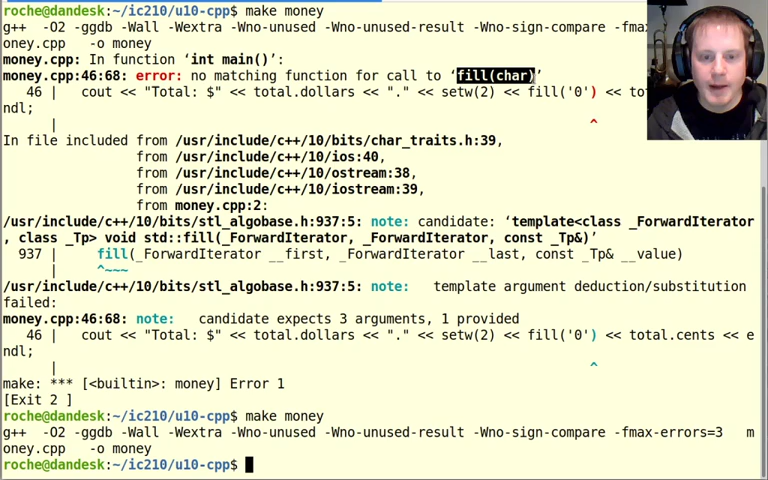 roche@dandesk:~/ic210/u10-cpp$ make money
g++  -O2 -ggdb -Wall -Wextra -Wno-unused -Wno-unused-result -Wno-sign-compare -fmax
oney.cpp   -o money
money.cpp: In function ‘int main()’:
money.cpp:46:68: error: no matching function for call to ‘fill(char)’
   46 |   cout << "Total: $" << total.dollars << "." << setw(2) << fill('0') << tot
ndl;
      |                                                                    ^
In file included from /usr/include/c++/10/bits/char_traits.h:39,
                 from /usr/include/c++/10/ios:40,
                 from /usr/include/c++/10/ostream:38,
                 from /usr/include/c++/10/iostream:39,
                 from money.cpp:2:
/usr/include/c++/10/bits/stl_algobase.h:937:5: note: candidate: ‘template<class _ForwardIterator
, class _Tp> void std::fill(_ForwardIterator, _ForwardIterator, const _Tp&)’
  937 |     fill(_ForwardIterator __first, _ForwardIterator __last, const _Tp& __value)
      |     ^~~~
/usr/include/c++/10/bits/stl_algobase.h:937:5: note:   template argument deduction/substitution
failed:
money.cpp:46:68: note:   candidate expects 3 arguments, 1 provided
   46 |   cout << "Total: $" << total.dollars << "." << setw(2) << fill('0') << total.cents << e
ndl;
      |                                                                    ^
make: *** [<builtin>: money] Error 1
[Exit 2 ]
roche@dandesk:~/ic210/u10-cpp$ make money
g++  -O2 -ggdb -Wall -Wextra -Wno-unused -Wno-unused-result -Wno-sign-compare -fmax-errors=3   m
oney.cpp   -o money
roche@dandesk:~/ic210/u10-cpp$